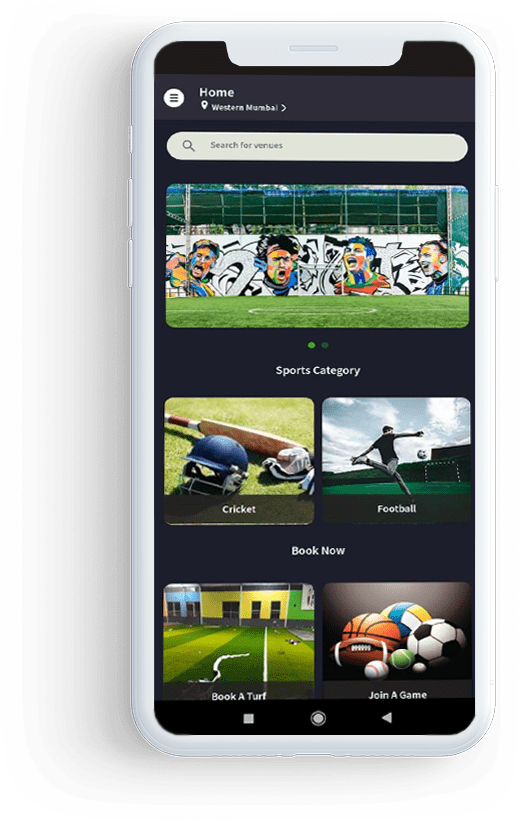 Home
Western Mumbai
Search for venues
Sports Category
Cricket
Football
Book Now
Book A Turf
Join A Game